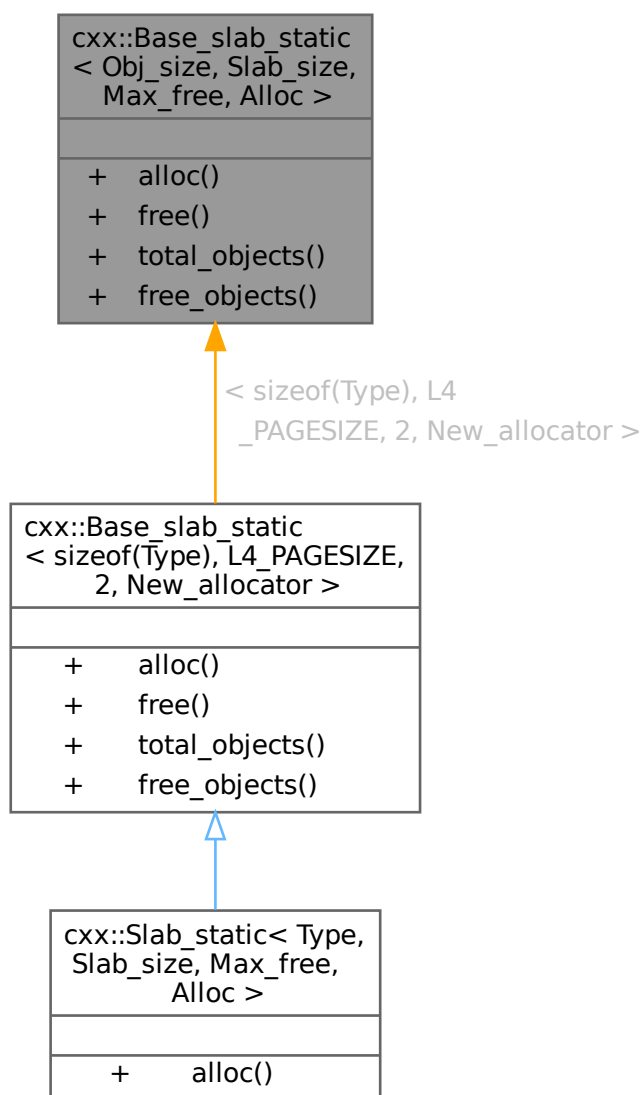 cxx::Base_slab_static
< Obj_size, Slab_size,
Max_free, Alloc >
+ alloc()
+ free()
+ total_objects()
+ free_objects()
< sizeof(Type), L4
_PAGESIZE, 2, New_allocator >
cxx::Base_slab_static
< sizeof(Type), L4_PAGESIZE,
2, New_allocator >
+ alloc()
+ free()
+ total_objects()
+ free_objects()
cxx::Slab_static< Type,
Slab_size, Max_free,
Alloc >
+ alloc()